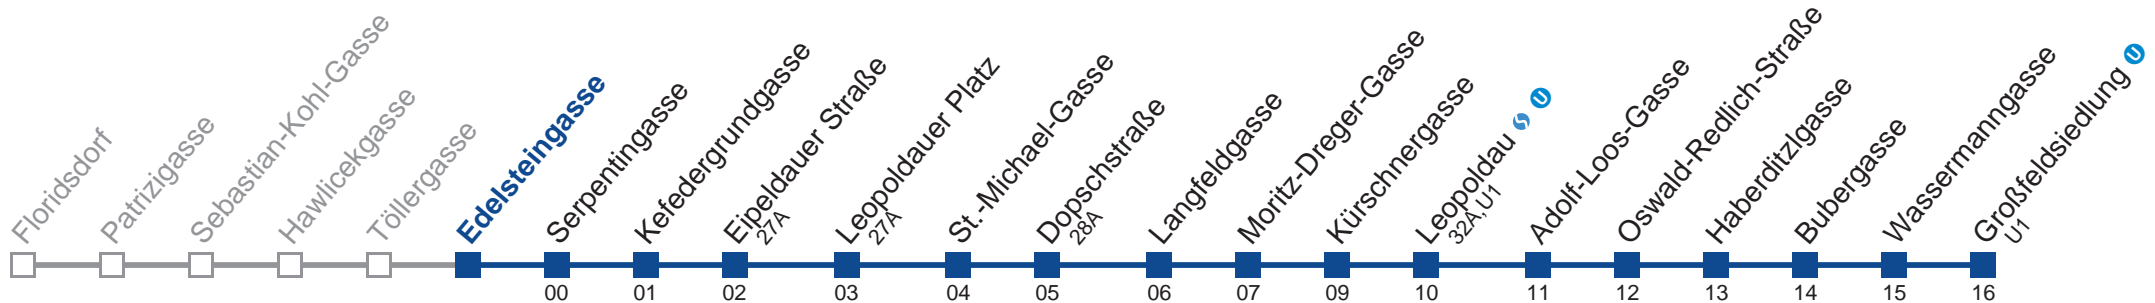 Floridsdorf
Patrizigasse
Sebastian-Kohl-Gasse
Hawlicekgasse
Töllergasse
Edelsteingasse
Serpentingasse
00
Kefedergrundgasse
01
Eipeldauer Straße
27A
02
Leopoldauer Platz
27A
03
St.-Michael-Gasse
04
Dopschstraße
28A
05
Langfeldgasse
06
Moritz-Dreger-Gasse
07
Kürschnergasse
09
Leopoldau S U
32A, U1
10
Adolf-Loos-Gasse
11
Oswald-Redlich-Straße
12
Haberditzlgasse
13
Bubergasse
14
Wassermanngasse
15
Großfeldsiedlung U
U1
16